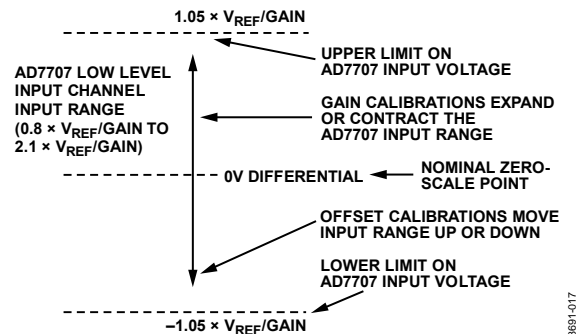 1.05 × VREF/GAIN
UPPER LIMIT ON
AD7707 INPUT VOLTAGE
AD7707 LOW LEVEL
INPUT CHANNEL
INPUT RANGE
(0.8 × VREF/GAIN TO
2.1 × VREF/GAIN)
GAIN CALIBRATIONS EXPAND
OR CONTRACT THE
AD7707 INPUT RANGE
0V DIFFERENTIAL
NOMINAL ZERO-
SCALE POINT
OFFSET CALIBRATIONS MOVE
INPUT RANGE UP OR DOWN
LOWER LIMIT ON
AD7707 INPUT VOLTAGE
–1.05 × VREF/GAIN